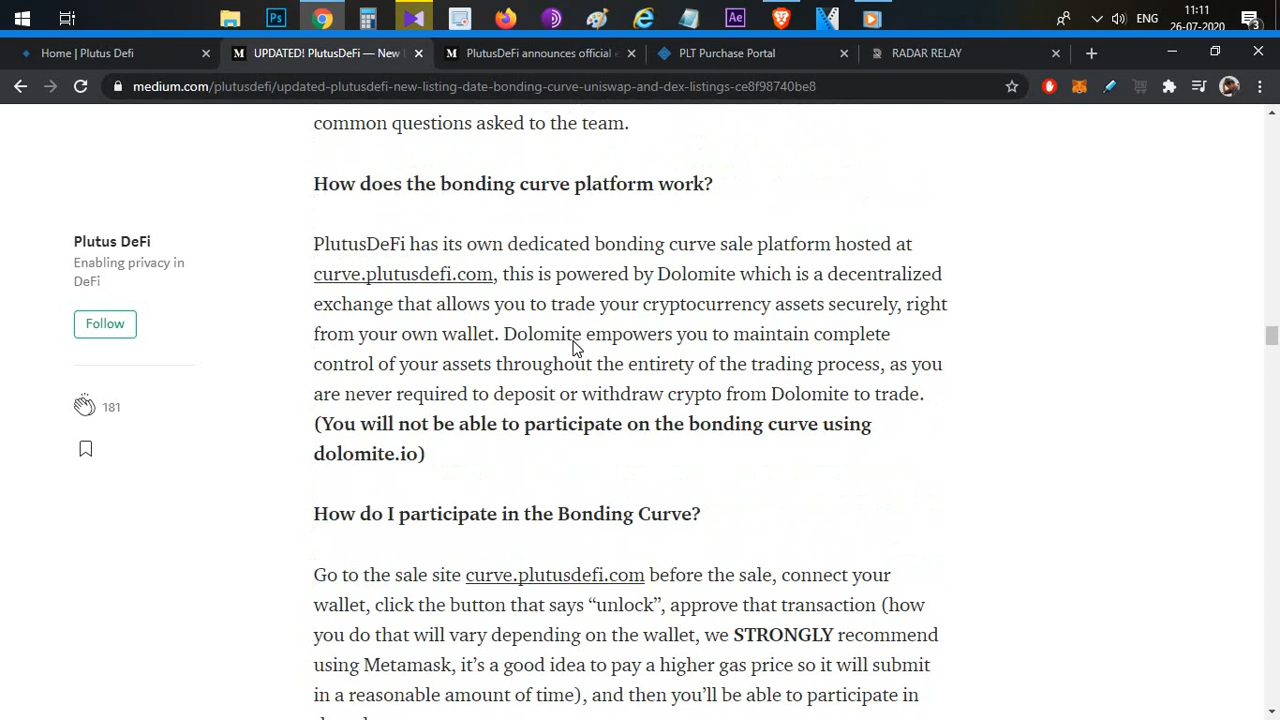 Ps
Ae
ENG
11:11
26-07-2020
3
Home | Plutus Defi
M
UPDATED! PlutusDeFi — New
M
PlutusDeFi announces official
PLT Purchase Portal
RADAR RELAY
medium.com/plutusdefi/updated-plutusdefi-new-listing-date-bonding-curve-uniswap-and-dex-listings-ce8f98740be8
common questions asked to the team.
How does the bonding curve platform work?
Plutus DeFi
Enabling privacy in
DeFi
Follow
181
PlutusDeFi has its own dedicated bonding curve sale platform hosted at
curve.plutusdefi.com, this is powered by Dolomite which is a decentralized
exchange that allows you to trade your cryptocurrency assets securely, right
from your own wallet. Dolomite empowers you to maintain complete
control of your assets throughout the entirety of the trading process, as you
are never required to deposit or withdraw crypto from Dolomite to trade.
(You will not be able to participate on the bonding curve using
dolomite.io)
How do I participate in the Bonding Curve?
Go to the sale site curve.plutusdefi.com before the sale, connect your
wallet, click the button that says “unlock”, approve that transaction (how
you do that will vary depending on the wallet, we STRONGLY recommend
using Metamask, it’s a good idea to pay a higher gas price so it will submit
in a reasonable amount of time), and then you’ll be able to participate in